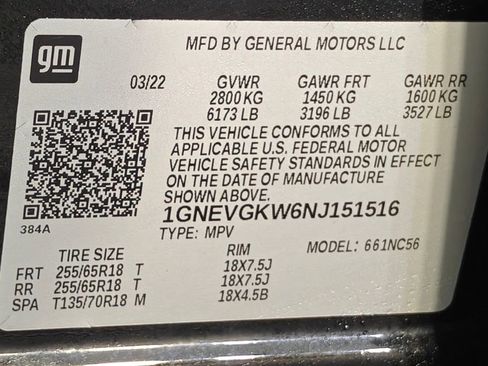 gm
MFD BY GENERAL MOTORS LLC
03/22 GVWR GAWR FRT GAWR RR
2800 KG 1450 KG 1600 KG
6173 LB 3196 LB 3527 LB
THIS VEHICLE CONFORMS TO ALL
APPLICABLE U.S. FEDERAL MOTOR
VEHICLE SAFETY STANDARDS IN EFFECT
ON THE DATE OF MANUFACTURE
SHOWN ABOVE.
384A
1GNEVGKW6NJ151516
TYPE: MPV MODEL: 661NC56
TIRE SIZE RIM
FRT 255/65R18 T 18X7.5J
RR 255/65R18 T 18X7.5J
SPA T135/70R18 M 18X4.5B